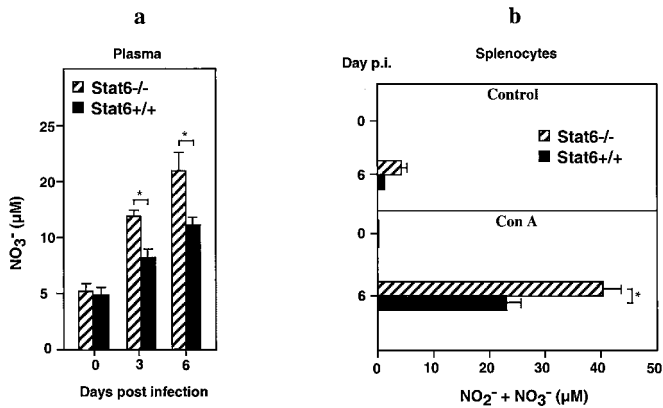 a
Plasma
Stat6-/-
Stat6+/+
*
*
25
20
10
5
0
NO₃⁻ (µM)
0 3 6
Days post infection
b
Day p.i. Splenocytes
Control
0
Stat6-/-
Stat6+/+
6
Con A
0
6
*
0 10 20 30 40 50
NO₂⁻ + NO₃⁻ (µM)